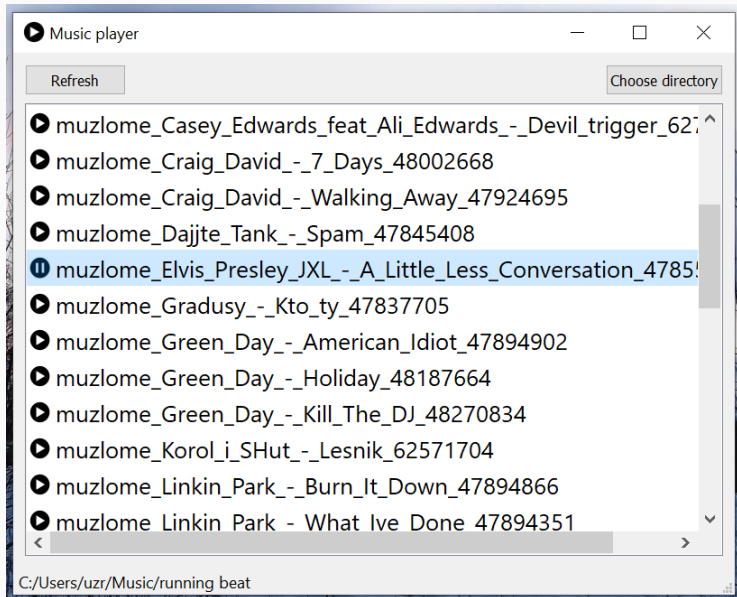 Music player
Refresh
Choose directory
muzlome_Casey_Edwards_feat_Ali_Edwards_-_Devil_trigger_627
muzlome_Craig_David_-_7_Days_48002668
muzlome_Craig_David_-_Walking_Away_47924695
muzlome_Dajjte_Tank_-_Spam_47845408
muzlome_Elvis_Presley_JXL_-_A_Little_Less_Conversation_4785
muzlome_Gradusy_-_Kto_ty_47837705
muzlome_Green_Day_-_American_Idiot_47894902
muzlome_Green_Day_-_Holiday_48187664
muzlome_Green_Day_-_Kill_The_DJ_48270834
muzlome_Korol_i_SHut_-_Lesnik_62571704
muzlome_Linkin_Park_-_Burn_It_Down_47894866
muzlome_Linkin_Park_-_What_Ive_Done_47894351
C:/Users/uzr/Music/running beat